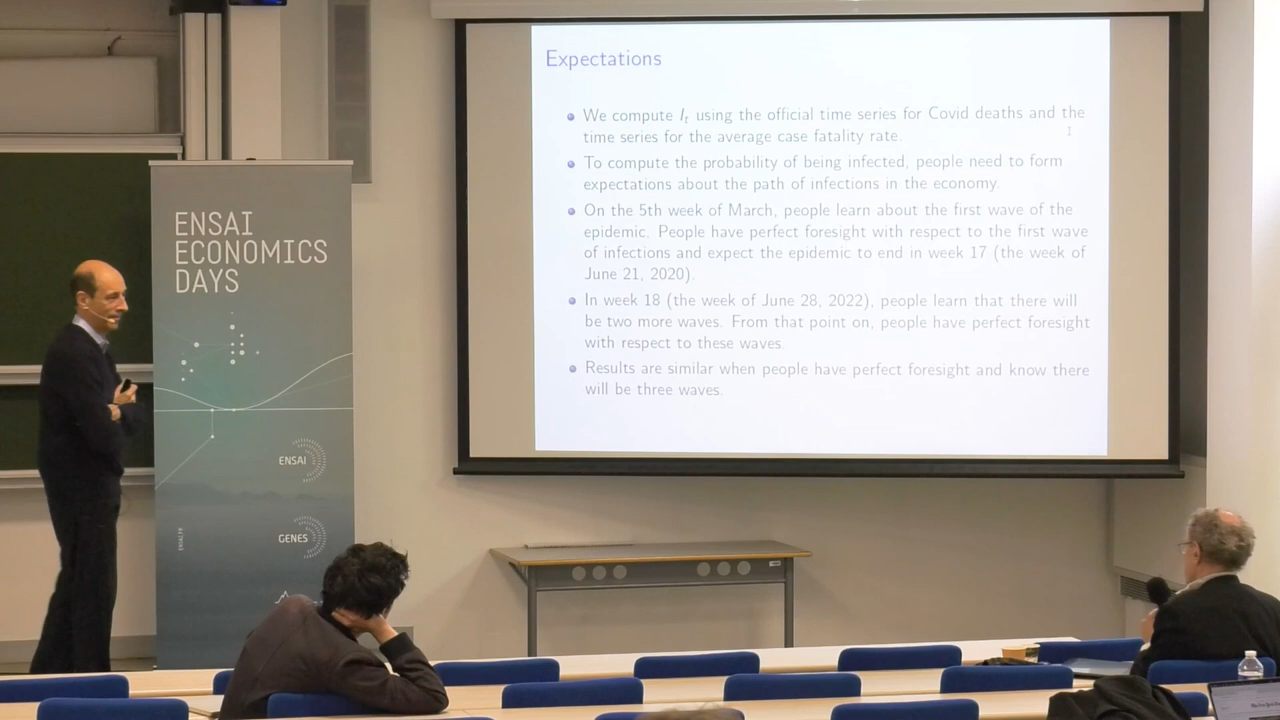 Expectations
We compute It using the official time series for Covid deaths and the
time series for the average case fatality rate.
To compute the probability of being infected, people need to form
expectations about the path of infections in the economy.
On the 5th week of March, people learn about the first wave of the
epidemic. People have perfect foresight with respect to the first wave
of infections and expect the epidemic to end in week 17 (the week of
June 21, 2020).
In week 18 (the week of June 28, 2022), people learn that there will
be two more waves. From that point on, people have perfect foresight
with respect to these waves.
Results are similar when people have perfect foresight and know there
will be three waves.
ENSAI
ECONOMICS
DAYS
ENSAI
GENES